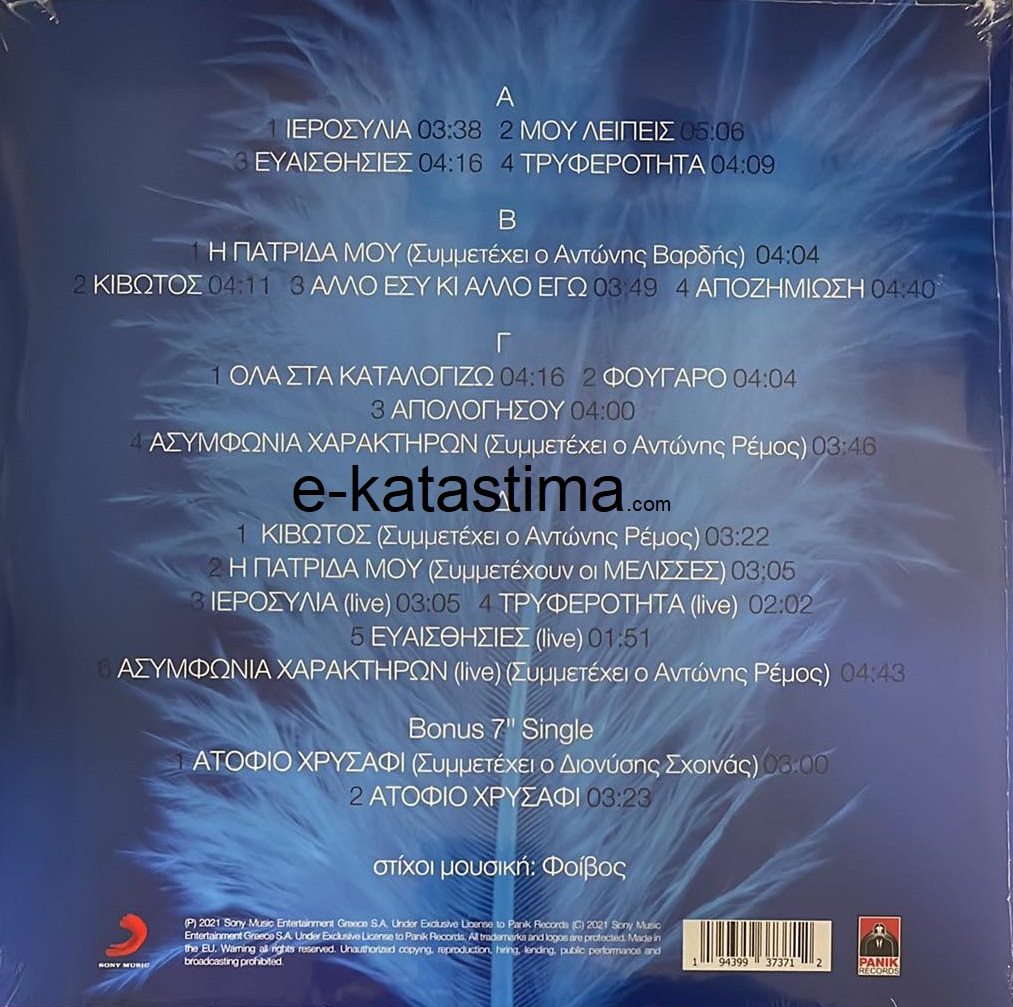 Α
1 ΙΕΡΟΣΥΛΙΑ 03:38 2 ΜΟΥ ΛΕΙΠΕΙΣ 05:06
3 ΕΥΑΙΣΘΗΣΙΕΣ 04:16 4 ΤΡΥΦΕΡΟΤΗΤΑ 04:09
Β
1 Η ΠΑΤΡΙΔΑ ΜΟΥ (Συμμετέχει ο Αντώνης Βαρδής) 04:04
2 ΚΙΒΩΤΟΣ 04:11 3 ΑΛΛΟ ΕΣΥ ΚΙ ΑΛΛΟ ΕΓΩ 03:49 4 ΑΠΟΖΗΜΙΩΣΗ 04:40
Γ
1 ΟΛΑ ΣΤΑ ΚΑΤΑΛΟΓΙΖΩ 04:16 2 ΦΟΥΓΑΡΟ 04:04
3 ΑΠΟΛΟΓΗΣΟΥ 04:00
4 ΑΣΥΜΦΩΝΙΑ ΧΑΡΑΚΤΗΡΩΝ (Συμμετέχει ο Αντώνης Ρέμος) 03:46
e-katastima.com
Δ
1 ΚΙΒΩΤΟΣ (Συμμετέχει ο Αντώνης Ρέμος) 03:22
2 Η ΠΑΤΡΙΔΑ ΜΟΥ (Συμμετέχουν οι ΜΕΛΙΣΣΕΣ) 03:05
3 ΙΕΡΟΣΥΛΙΑ (live) 03:05 4 ΤΡΥΦΕΡΟΤΗΤΑ (live) 02:02
5 ΕΥΑΙΣΘΗΣΙΕΣ (live) 01:51
6 ΑΣΥΜΦΩΝΙΑ ΧΑΡΑΚΤΗΡΩΝ (live) (Συμμετέχει ο Αντώνης Ρέμος) 04:43
Bonus 7" Single
1 ΑΤΟΦΙΟ ΧΡΥΣΑΦΙ (Συμμετέχει ο Διονύσης Σχοινάς) 03:00
2 ΑΤΟΦΙΟ ΧΡΥΣΑΦΙ 03:23
στίχοι μουσική: Φοίβος
(P) 2021 Sony Music Entertainment Greece S.A. Under Exclusive License to Panik Records (C) 2021 Sony Music
Entertainment Greece S.A. Under Exclusive License to Panik Records. All trademarks and logos are protected. Made in
the EU. Warning all rights reserved. Unauthorized copying, reproduction, hiring, lending, public performance and
broadcasting prohibited.
SONY MUSIC
1 94399 37371 2
PANIK
RECORDS